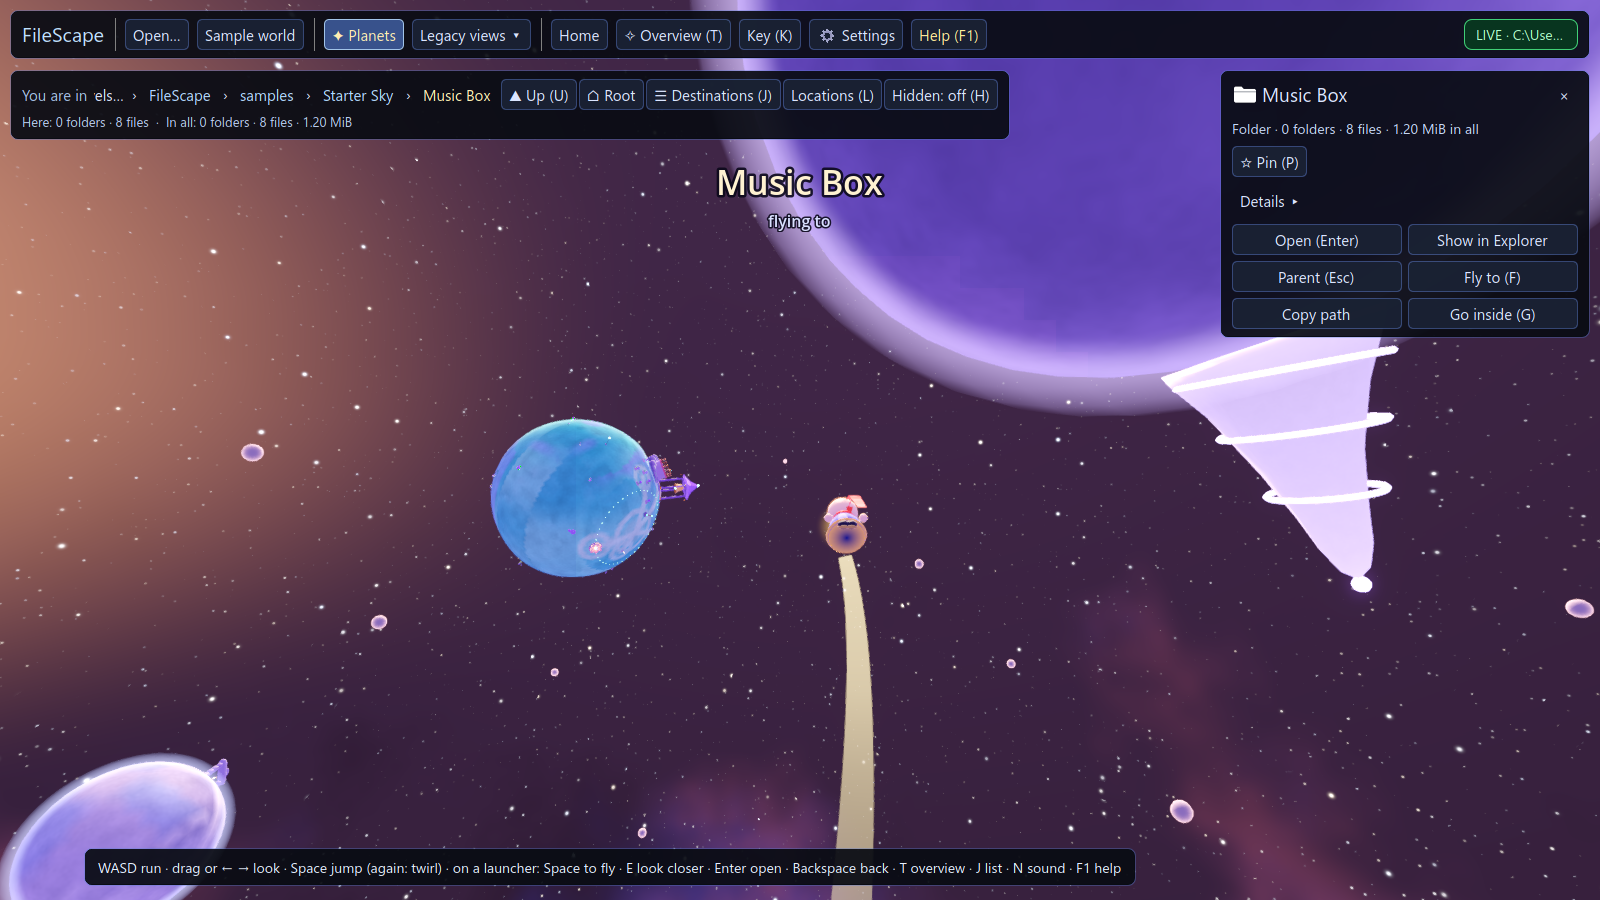 FileScape Open... Sample world ✦ Planets Legacy views ▾ Home ✧ Overview (T) Key (K) ⚙ Settings Help (F1) LIVE · C:\Use...
You are in 'els... › FileScape › samples › Starter Sky › Music Box ▲ Up (U) ⌂ Root ☰ Destinations (J) Locations (L) Hidden: off (H)
Here: 0 folders · 8 files · In all: 0 folders · 8 files · 1.20 MiB
Music Box ×
Folder · 0 folders · 8 files · 1.20 MiB in all
☆ Pin (P)
Details ▸
Open (Enter) Show in Explorer
Parent (Esc) Fly to (F)
Copy path Go inside (G)
Music Box
flying to
WASD run · drag or ← → look · Space jump (again: twirl) · on a launcher: Space to fly · E look closer · Enter open · Backspace back · T overview · J list · N sound · F1 help